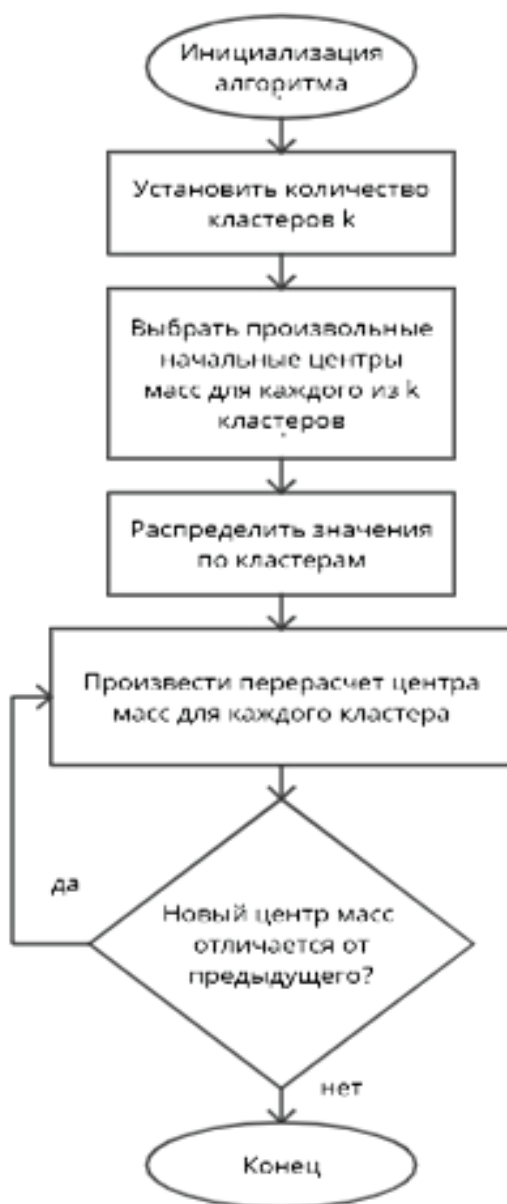 Инициализация
алгоритма
Установить количество
кластеров k
Выбрать произвольные
начальные центры
масс для каждого из k
кластеров
Распределить значения
по кластерам
Произвести перерасчет центра
масс для каждого кластера
да
Новый центр масс
отличается от
предыдущего?
нет
Конец